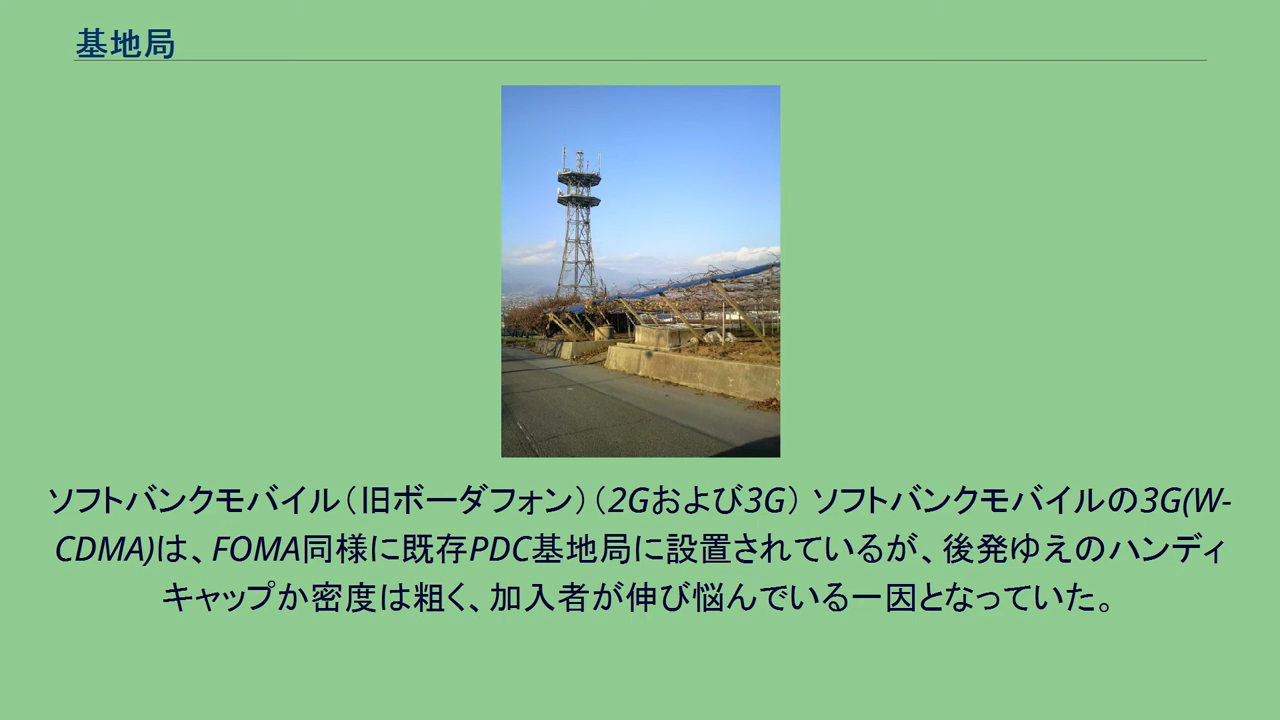 基地局
ソフトバンクモバイル（旧ボーダフォン）（2Gおよび3G） ソフトバンクモバイルの3G(W-
CDMA)は、FOMA同様に既存PDC基地局に設置されているが、後発ゆえのハンディ
キャップか密度は粗く、加入者が伸び悩んでいる一因となっていた。